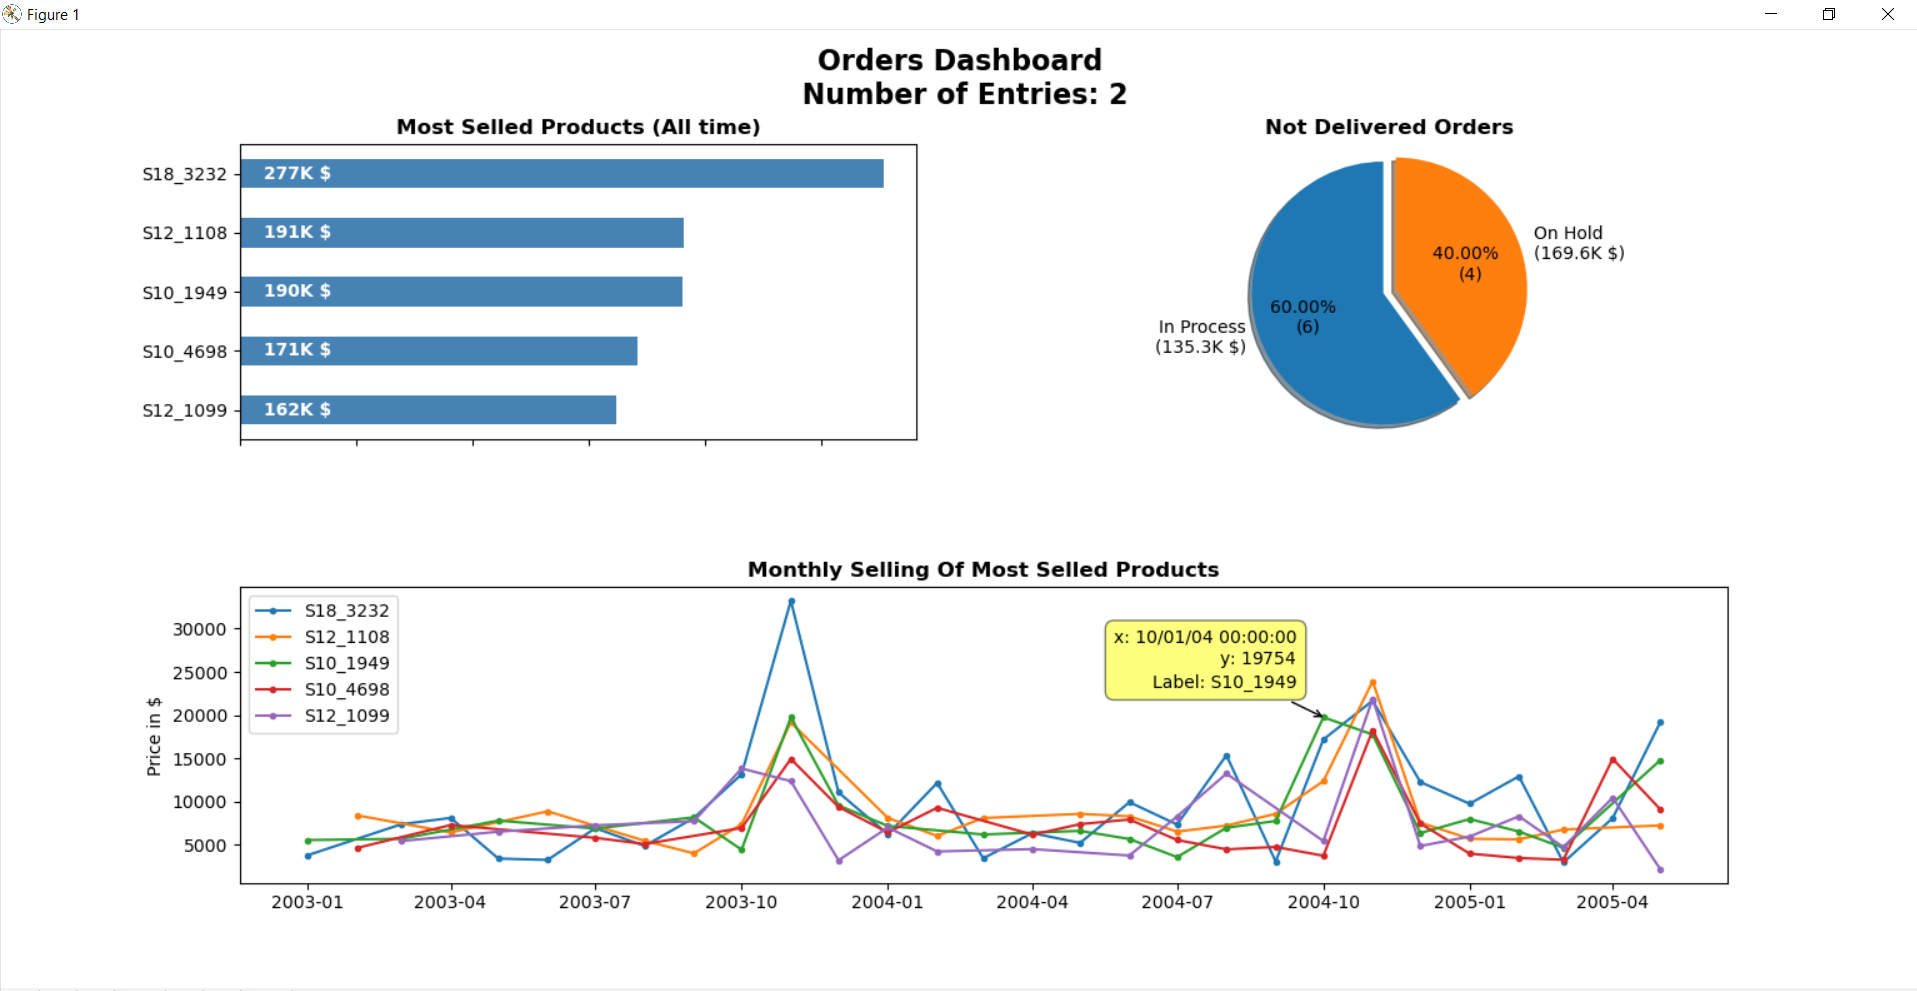 Figure 1
Orders Dashboard
Number of Entries: 2
Most Selled Products (All time)
S18_3232
277K $
S12_1108
191K $
S10_1949
190K $
S10_4698
171K $
S12_1099
162K $
Not Delivered Orders
On Hold
(169.6K $)
40.00%
(4)
60.00%
(6)
In Process
(135.3K $)
Monthly Selling Of Most Selled Products
Price in $
30000
25000
20000
15000
10000
5000
S18_3232
S12_1108
S10_1949
S10_4698
S12_1099
x: 10/01/04 00:00:00
y: 19754
Label: S10_1949
2003-01
2003-04
2003-07
2003-10
2004-01
2004-04
2004-07
2004-10
2005-01
2005-04